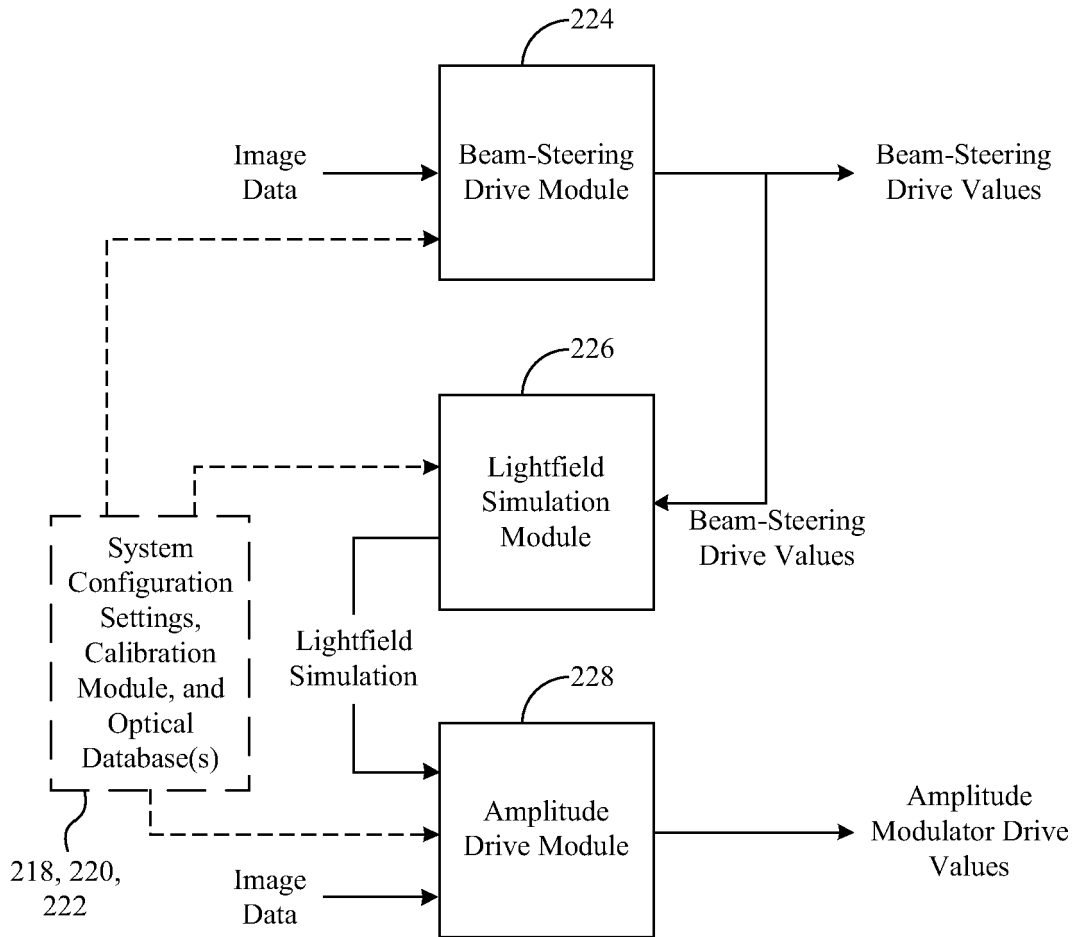 224
Image
Data
Beam-Steering
Drive Module
Beam-Steering
Drive Values
226
Lightfield
Simulation
Module
Beam-Steering
Drive Values
System
Configuration
Settings,
Calibration
Module, and
Optical
Database(s)
218, 220,
222
Lightfield
Simulation
228
Amplitude
Drive Module
Image
Data
Amplitude
Modulator Drive
Values